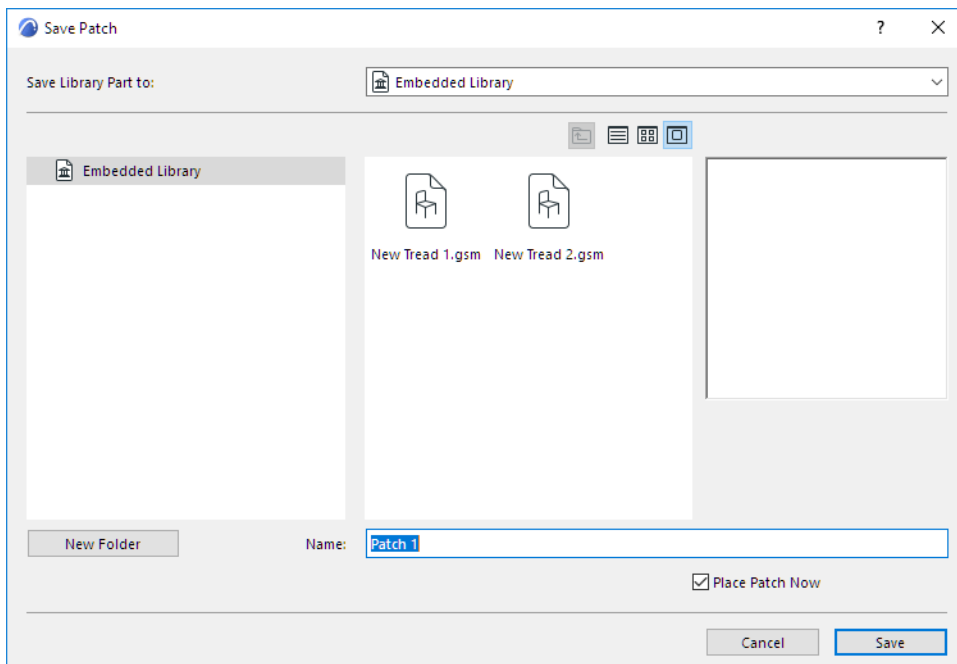 Save Patch
?
Save Library Part to:
Embedded Library
Embedded Library
New Tread 1.gsm
New Tread 2.gsm
New Folder
Name:
Patch 1
Place Patch Now
Cancel
Save